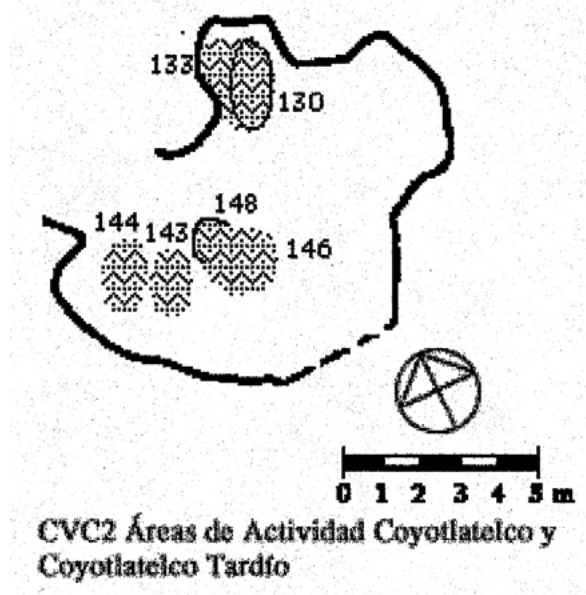 133
130
148
144 143
146
0 1 2 3 4 5 m
CVC2 Áreas de Actividad Coyotlatelco y
Coyotlatelco Tardío